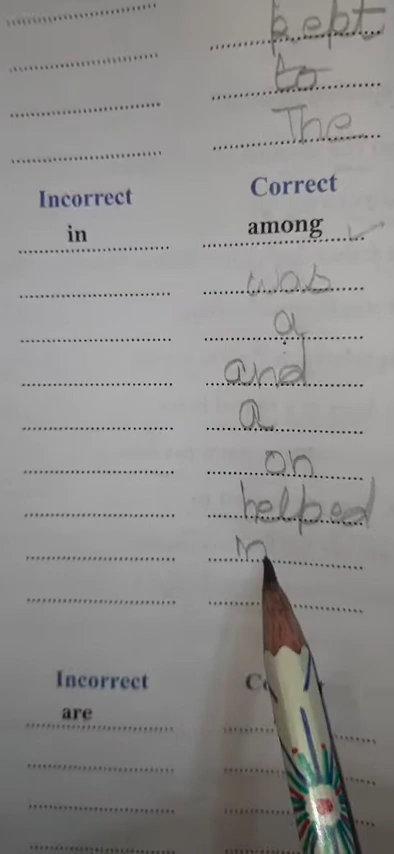 kept
to
The
Incorrect Correct
in among
was
a
and
a
on
helped
Incorrect
are